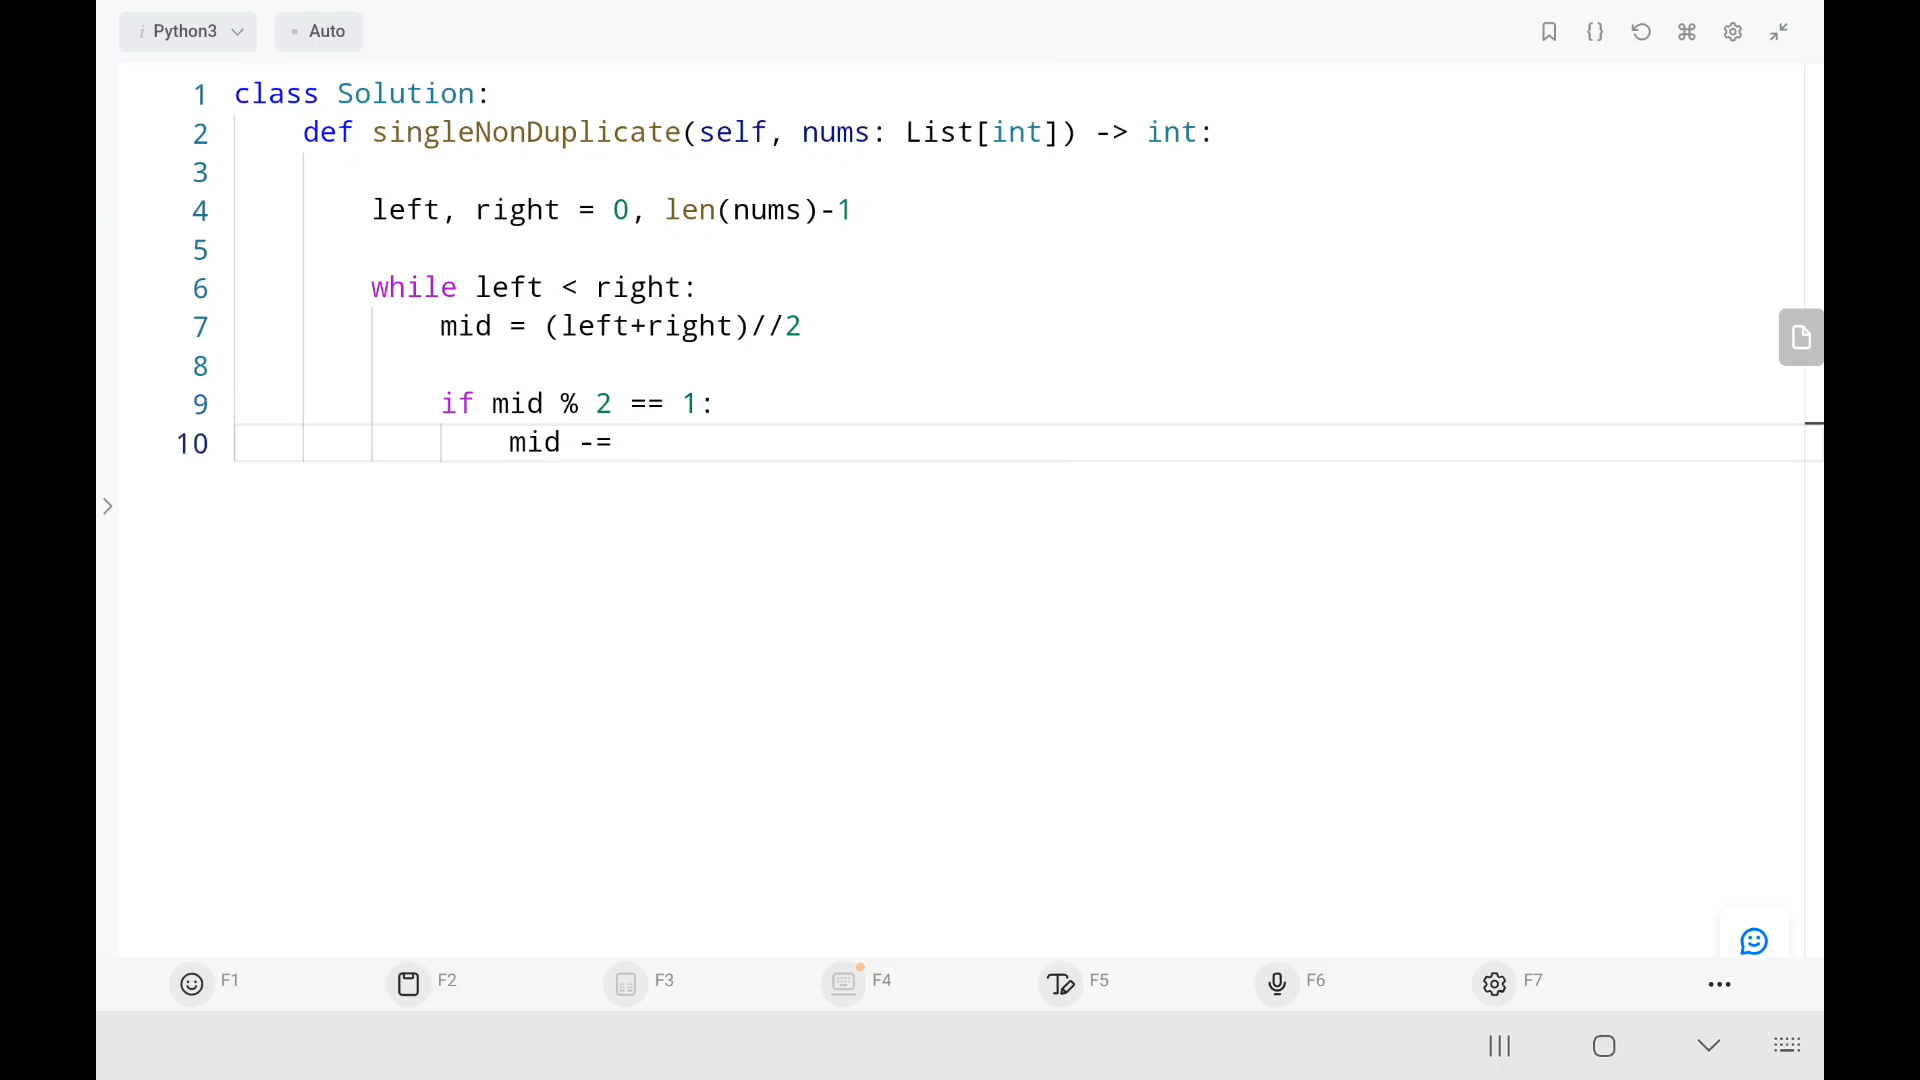 i Python3
Auto
1 class Solution:
2 def singleNonDuplicate(self, nums: List[int]) -> int:
3
4 left, right = 0, len(nums)-1
5
6 while left < right:
7 mid = (left+right)//2
8
9 if mid % 2 == 1:
10 mid -=
F1 F2 F3 F4 F5 F6 F7